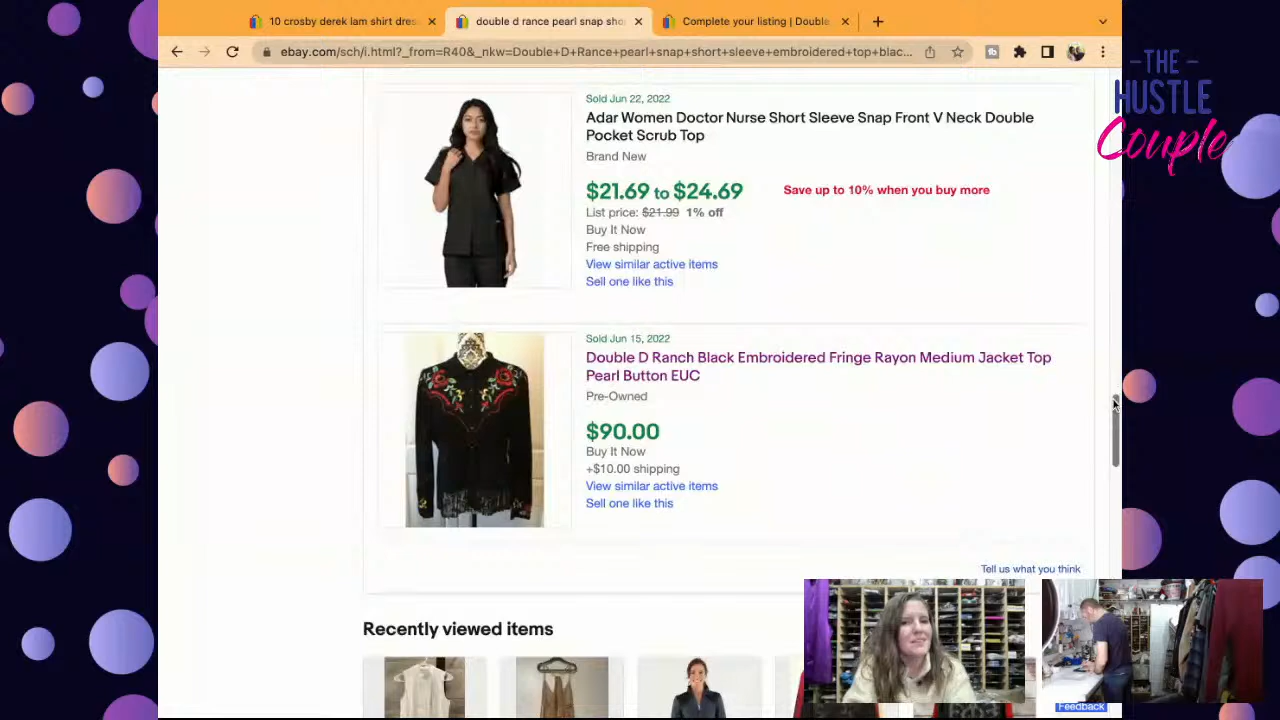 10 crosby derek lam shirt dres
double d rance pearl snap sho
Complete your listing | Double
ebay.com/sch/i.html?_from=R40&_nkw=Double+D+Rance+pearl+snap+short+sleeve+embroidered+top+blac...
-THE-
HUSTLE
Couple
Sold Jun 22, 2022
Adar Women Doctor Nurse Short Sleeve Snap Front V Neck Double
Pocket Scrub Top
Brand New
$21.69 to $24.69
Save up to 10% when you buy more
List price: $21.99 1% off
Buy It Now
Free shipping
View similar active items
Sell one like this
Sold Jun 15, 2022
Double D Ranch Black Embroidered Fringe Rayon Medium Jacket Top
Pearl Button EUC
Pre-Owned
$90.00
Buy It Now
+$10.00 shipping
View similar active items
Sell one like this
Tell us what you think
Recently viewed items
Feedback